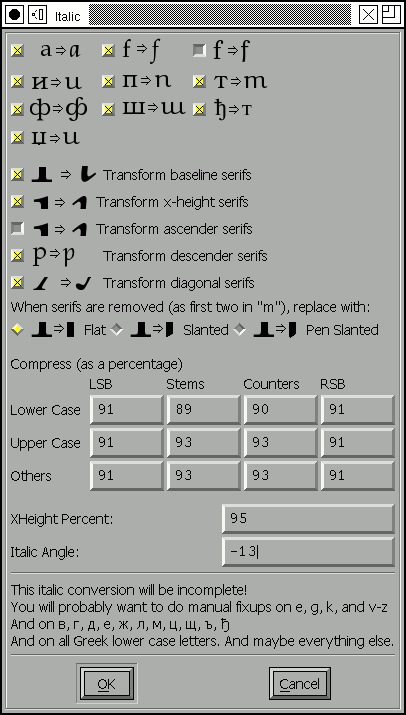 Italic
a⇒a f⇒f f⇒f
и⇒и п⇒п т⇒т
ф⇒ф ш⇒ш ђ⇒т
џ⇒џ
⇒ Transform baseline serifs
⇒ Transform x-height serifs
⇒ Transform ascender serifs
p⇒p Transform descender serifs
⇒ Transform diagonal serifs
When serifs are removed (as first two in "m"), replace with:
⇒ Flat ⇒ Slanted ⇒ Pen Slanted
Compress (as a percentage)
LSB Stems Counters RSB
Lower Case 91 89 90 91
Upper Case 91 93 93 91
Others 91 93 93 91
XHeight Percent: 95
Italic Angle: -13
This italic conversion will be incomplete!
You will probably want to do manual fixups on e, g, k, and v-z
And on в, г, д, е, ж, л, м, ц, щ, ъ, ђ
And on all Greek lower case letters. And maybe everything else.
OK Cancel